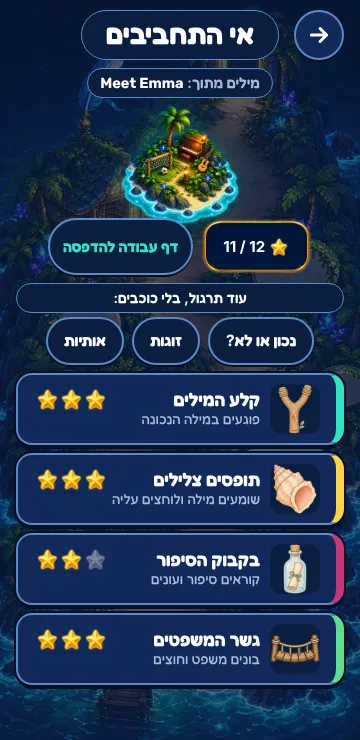 אי התחביבים
מילים מתוך: Meet Emma
11 / 12
דף עבודה להדפסה
עוד תרגול, בלי כוכבים:
נכון או לא?
זוגות
אותיות
קלע המילים
פוגעים במילה הנכונה
תופסים צלילים
שומעים מילה ולוחצים עליה
בקבוק הסיפור
קוראים סיפור ועונים
גשר המשפטים
בונים משפט וחוצים